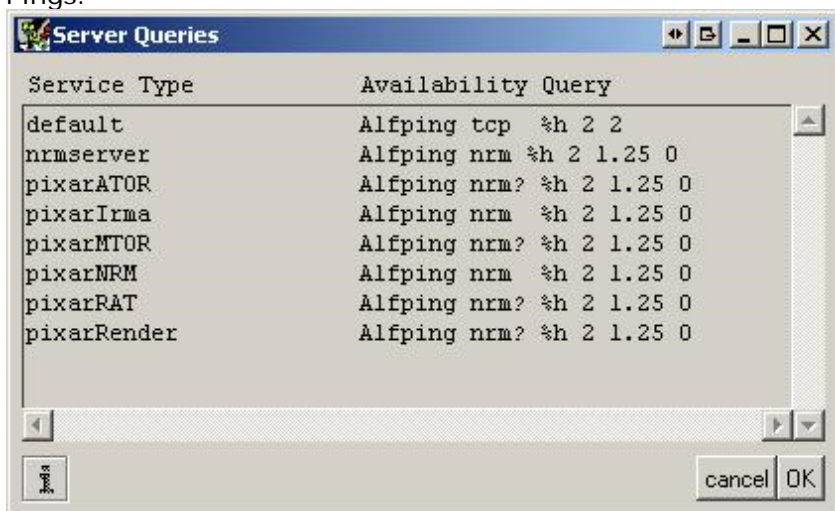 Pings.
Server Queries
Service Type Availability Query
default Alfping tcp %h 2 2
nrmserver Alfping nrm %h 2 1.25 0
pixarATOR Alfping nrm? %h 2 1.25 0
pixarIrma Alfping nrm %h 2 1.25 0
pixarMTOR Alfping nrm? %h 2 1.25 0
pixarNRM Alfping nrm %h 2 1.25 0
pixarRAT Alfping nrm? %h 2 1.25 0
pixarRender Alfping nrm? %h 2 1.25 0
i cancel OK